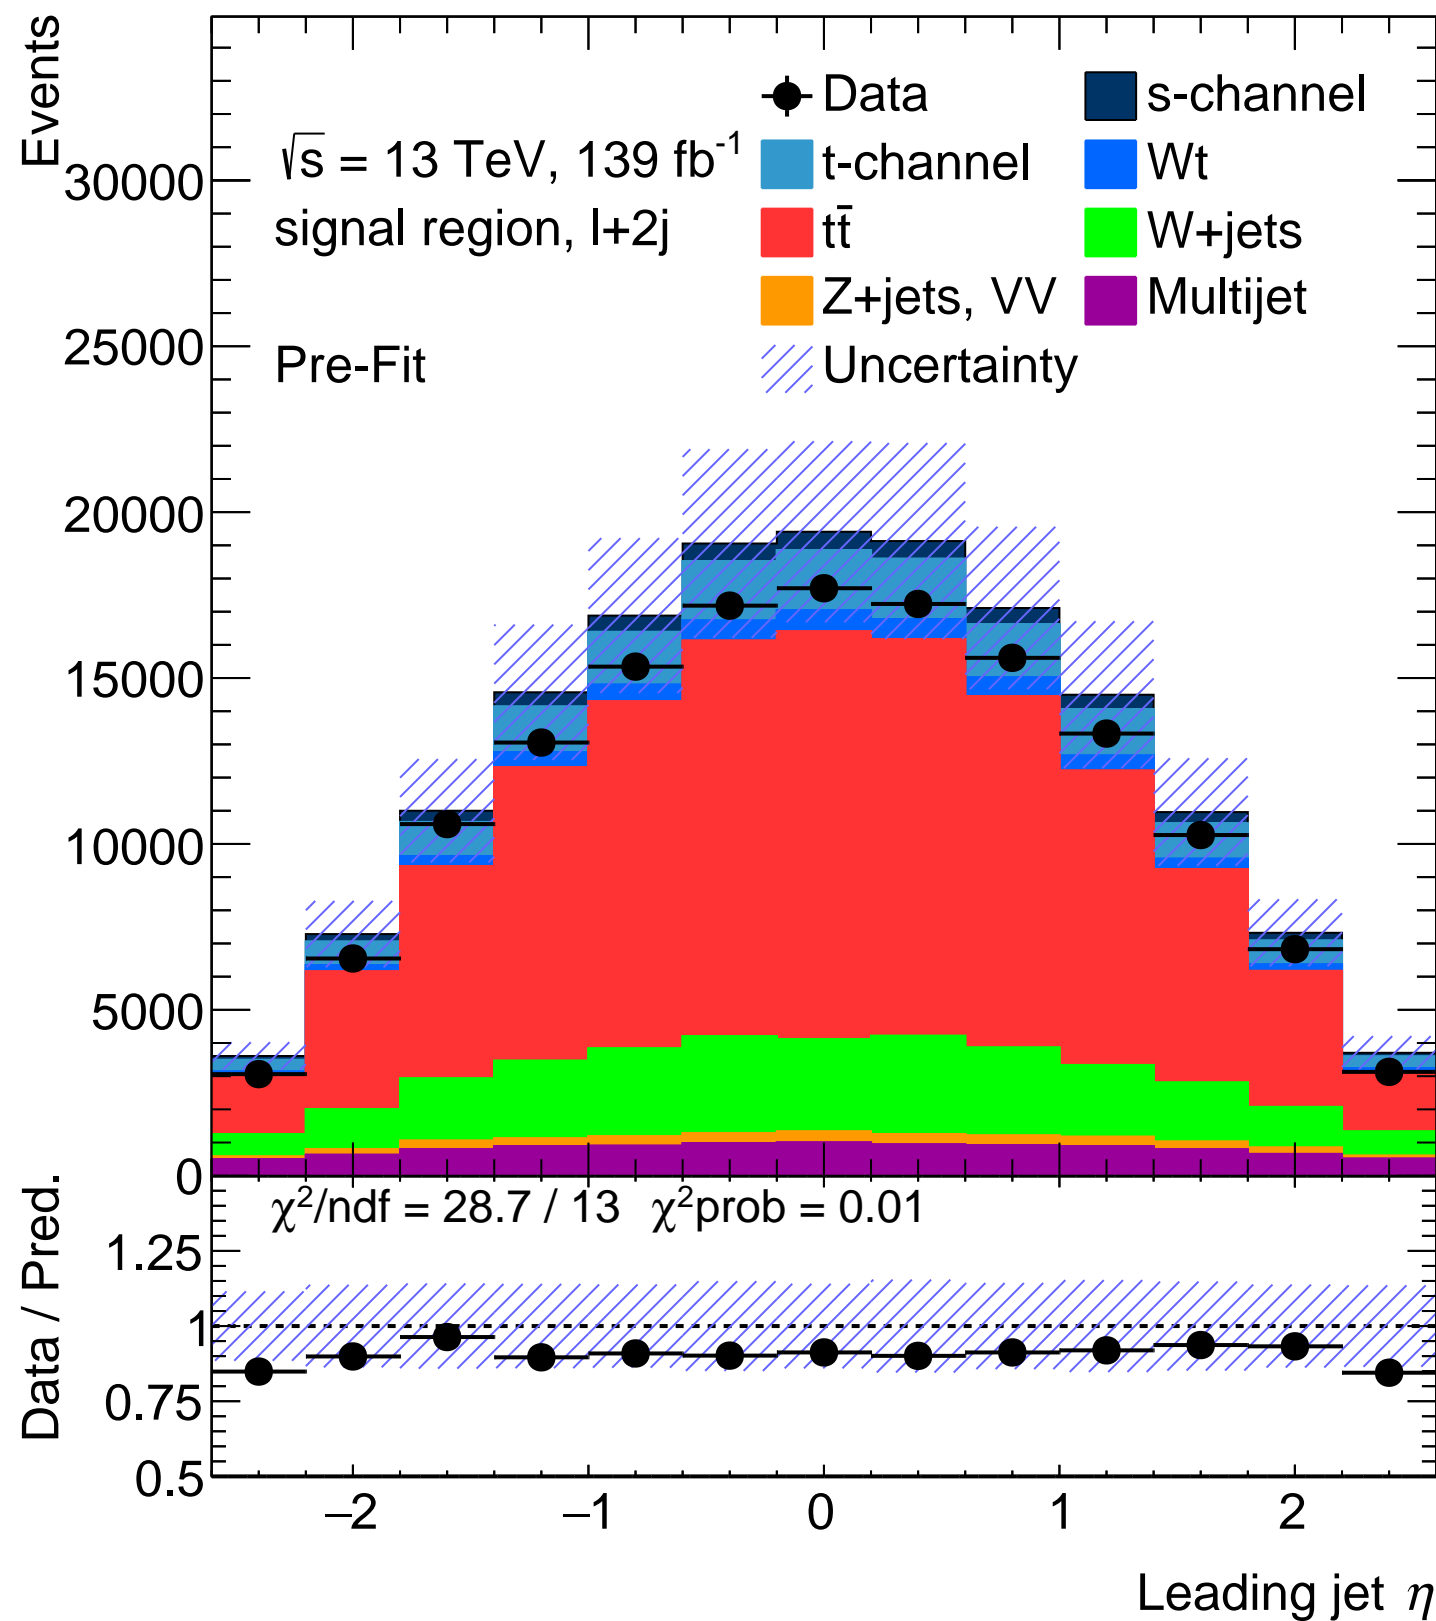 Events
30000
25000
20000
15000
10000
5000
0
√s = 13 TeV, 139 fb⁻¹
signal region, l+2j
Pre-Fit
Data
s-channel
t-channel
Wt
tt̄
W+jets
Z+jets, VV
Multijet
Uncertainty
χ²/ndf = 28.7 / 13 χ²prob = 0.01
Data / Pred.
1.25
1
0.75
0.5
−2
−1
0
1
2
Leading jet η